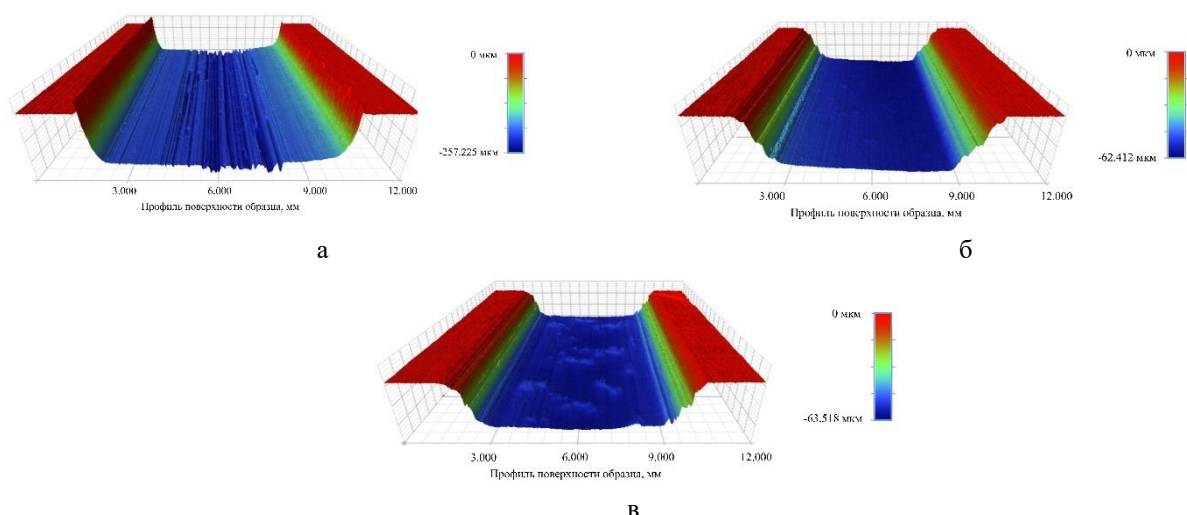 0 мкм
-257.225 мкм
3.000 6.000 9.000 12.000
Профиль поверхности образца, мм
а
0 мкм
-62.412 мкм
3.000 6.000 9.000 12.000
Профиль поверхности образца, мм
б
0 мкм
-63.518 мкм
3.000 6.000 9.000 12.000
Профиль поверхности образца, мм
в